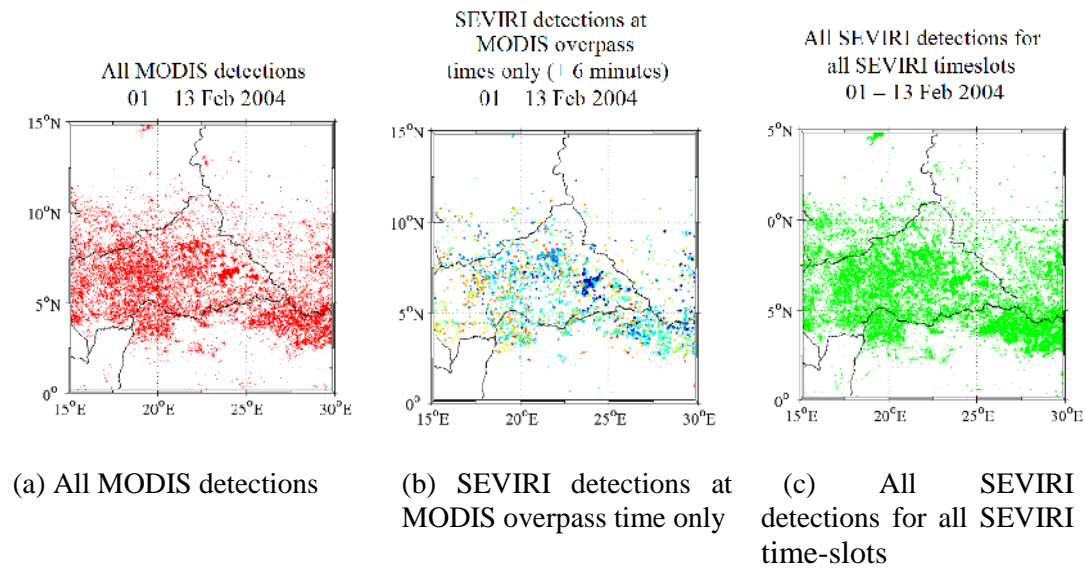 All MODIS detections
01 – 13 Feb 2004
15°N
10°N
5°N
0°
15°E
20°E
25°E
30°E
SEVIRI detections at
MODIS overpass
times only (+ 6 minutes)
01 13 Feb 2004
15°N
10°N
5°N
0°
15°E
20°E
25°E
30°E
All SEVIRI detections for
all SEVIRI timeslots
01 – 13 Feb 2004
5°N
0°N
5°N
0°
15°E
20°E
25°E
30°E
(a) All MODIS detections
(b) SEVIRI detections at
MODIS overpass time only
(c) All SEVIRI
detections for all SEVIRI
time-slots